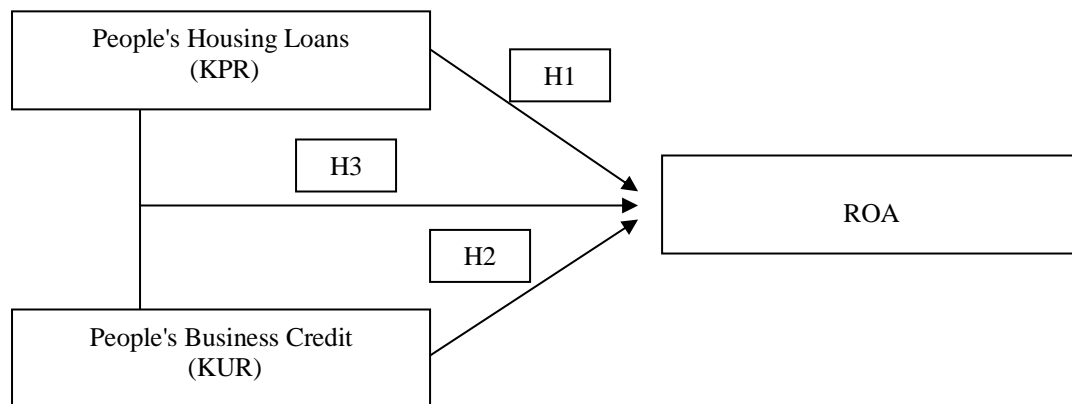 People's Housing Loans
(KPR)
H1
H3
ROA
H2
People's Business Credit
(KUR)